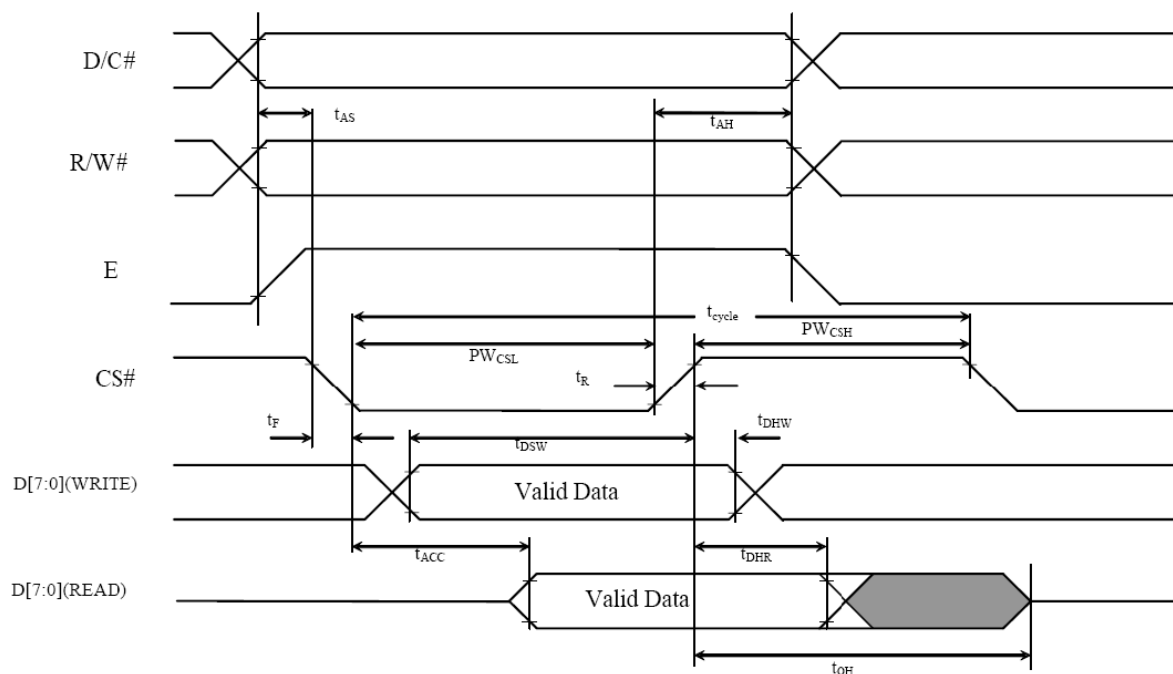 D/C#
tAS
tAH
R/W#
E
tcycle
PWCSL
PWCSH
CS#
tR
tF
tDSW
tDHW
D[7:0](WRITE)
Valid Data
tACC
tDHR
D[7:0](READ)
Valid Data
tOH